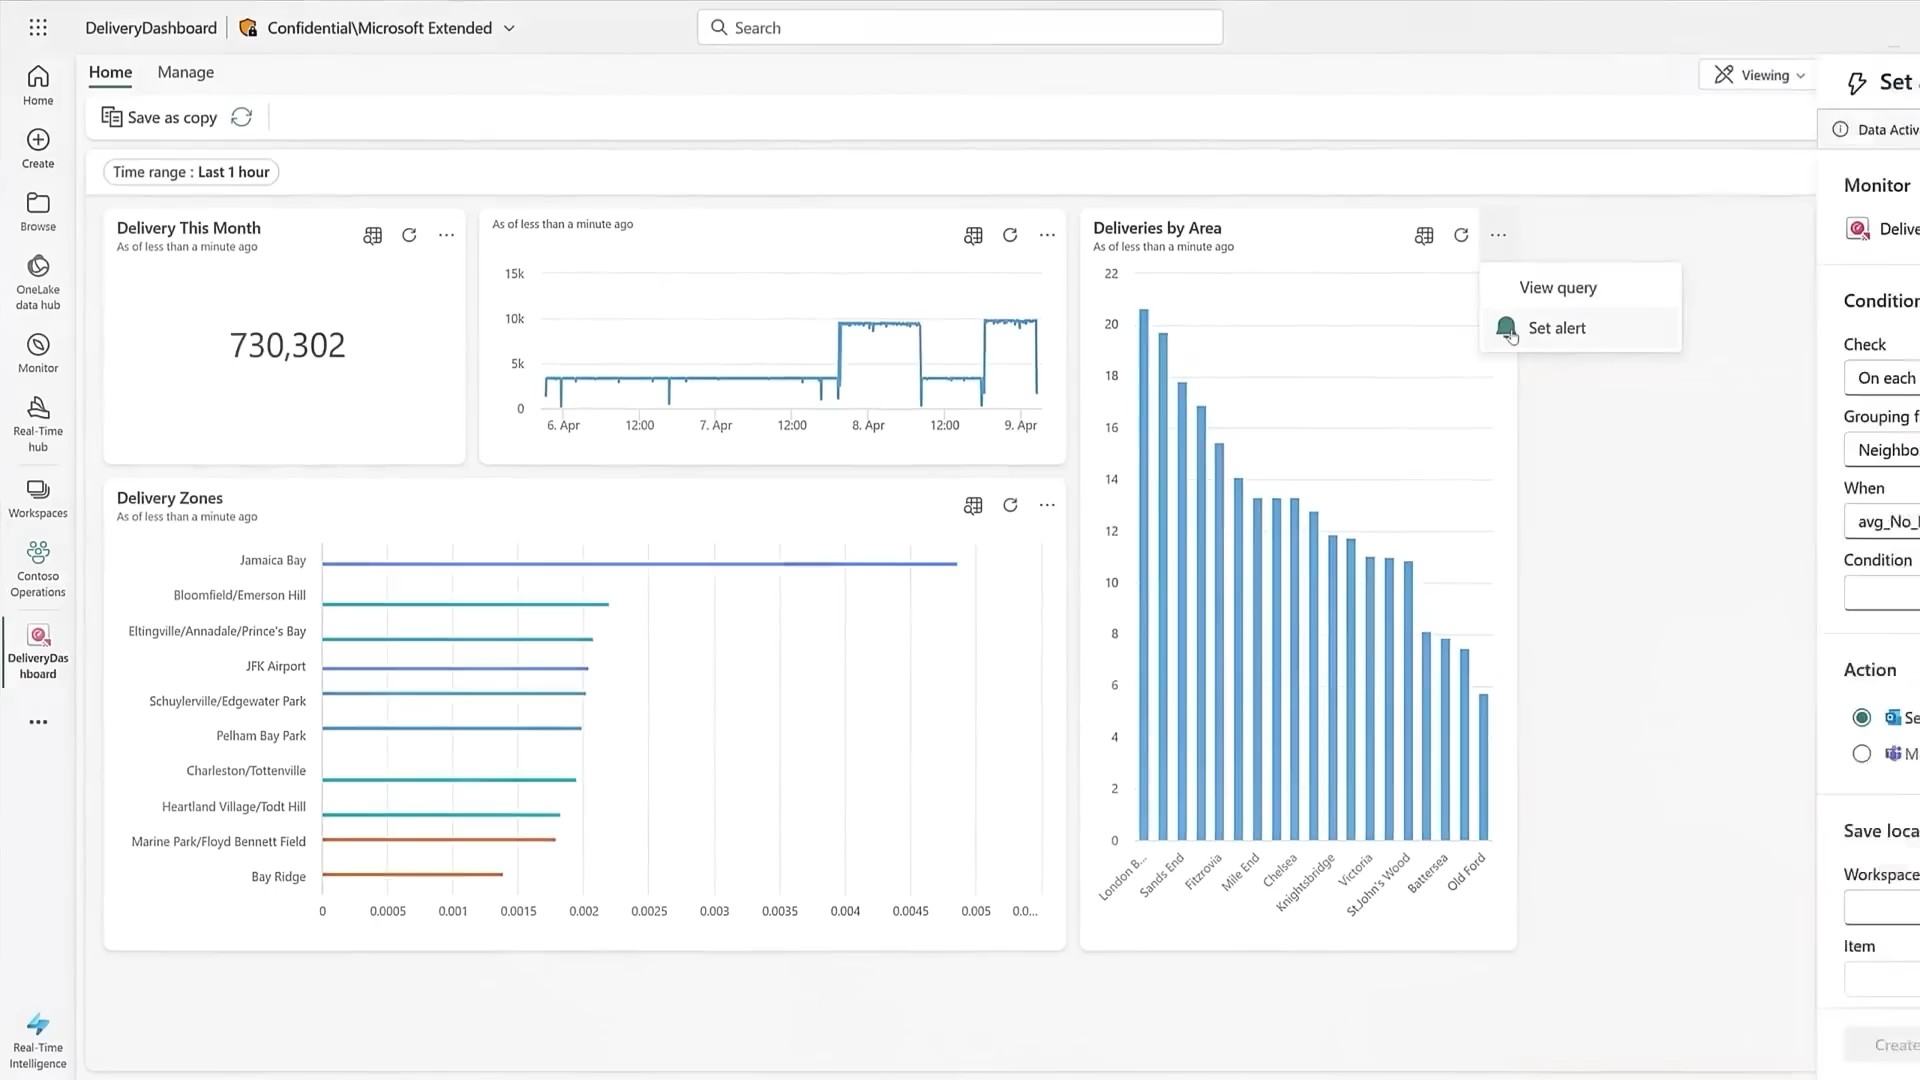 DeliveryDashboard
Confidential\Microsoft Extended
Search
Home
Create
Browse
OneLake
data hub
Monitor
Real-Time
hub
Workspaces
Contoso
Operations
DeliveryDas
hboard
Real-Time
Intelligence
Home
Manage
Viewing
Save as copy
Time range : Last 1 hour
Delivery This Month
As of less than a minute ago
730,302
As of less than a minute ago
15k
10k
5k
0
6. Apr 12:00 7. Apr 12:00 8. Apr 12:00 9. Apr
Delivery Zones
As of less than a minute ago
Jamaica Bay
Bloomfield/Emerson Hill
Eltingville/Annadale/Prince's Bay
JFK Airport
Schuylerville/Edgewater Park
Pelham Bay Park
Charleston/Tottenville
Heartland Village/Todt Hill
Marine Park/Floyd Bennett Field
Bay Ridge
0 0.0005 0.001 0.0015 0.002 0.0025 0.003 0.0035 0.004 0.0045 0.005 0.0...
Deliveries by Area
As of less than a minute ago
22
20
18
16
14
12
10
8
6
4
2
0
London B...
Sands End
Fitzrovia
Mile End
Chelsea
Knightsbridge
Victoria
St.John's Wood
Battersea
Old Ford
View query
Set alert
Set
Data Activ
Monitor
Delive
Condition
Check
On each
Grouping f
Neighbo
When
avg_No_
Condition
Action
Se
M
Save loca
Workspace
Item
Create